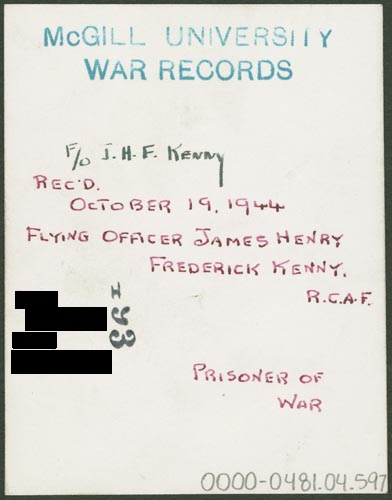 McGILL UNIVERSITY
WAR RECORDS
F/O J.H.F. KENNY
REC'D.
OCTOBER 19, 1944
FLYING OFFICER JAMES HENRY
FREDERICK KENNY,
R.C.A.F.
I 93
PRISONER OF
WAR
0000-0481.04.597